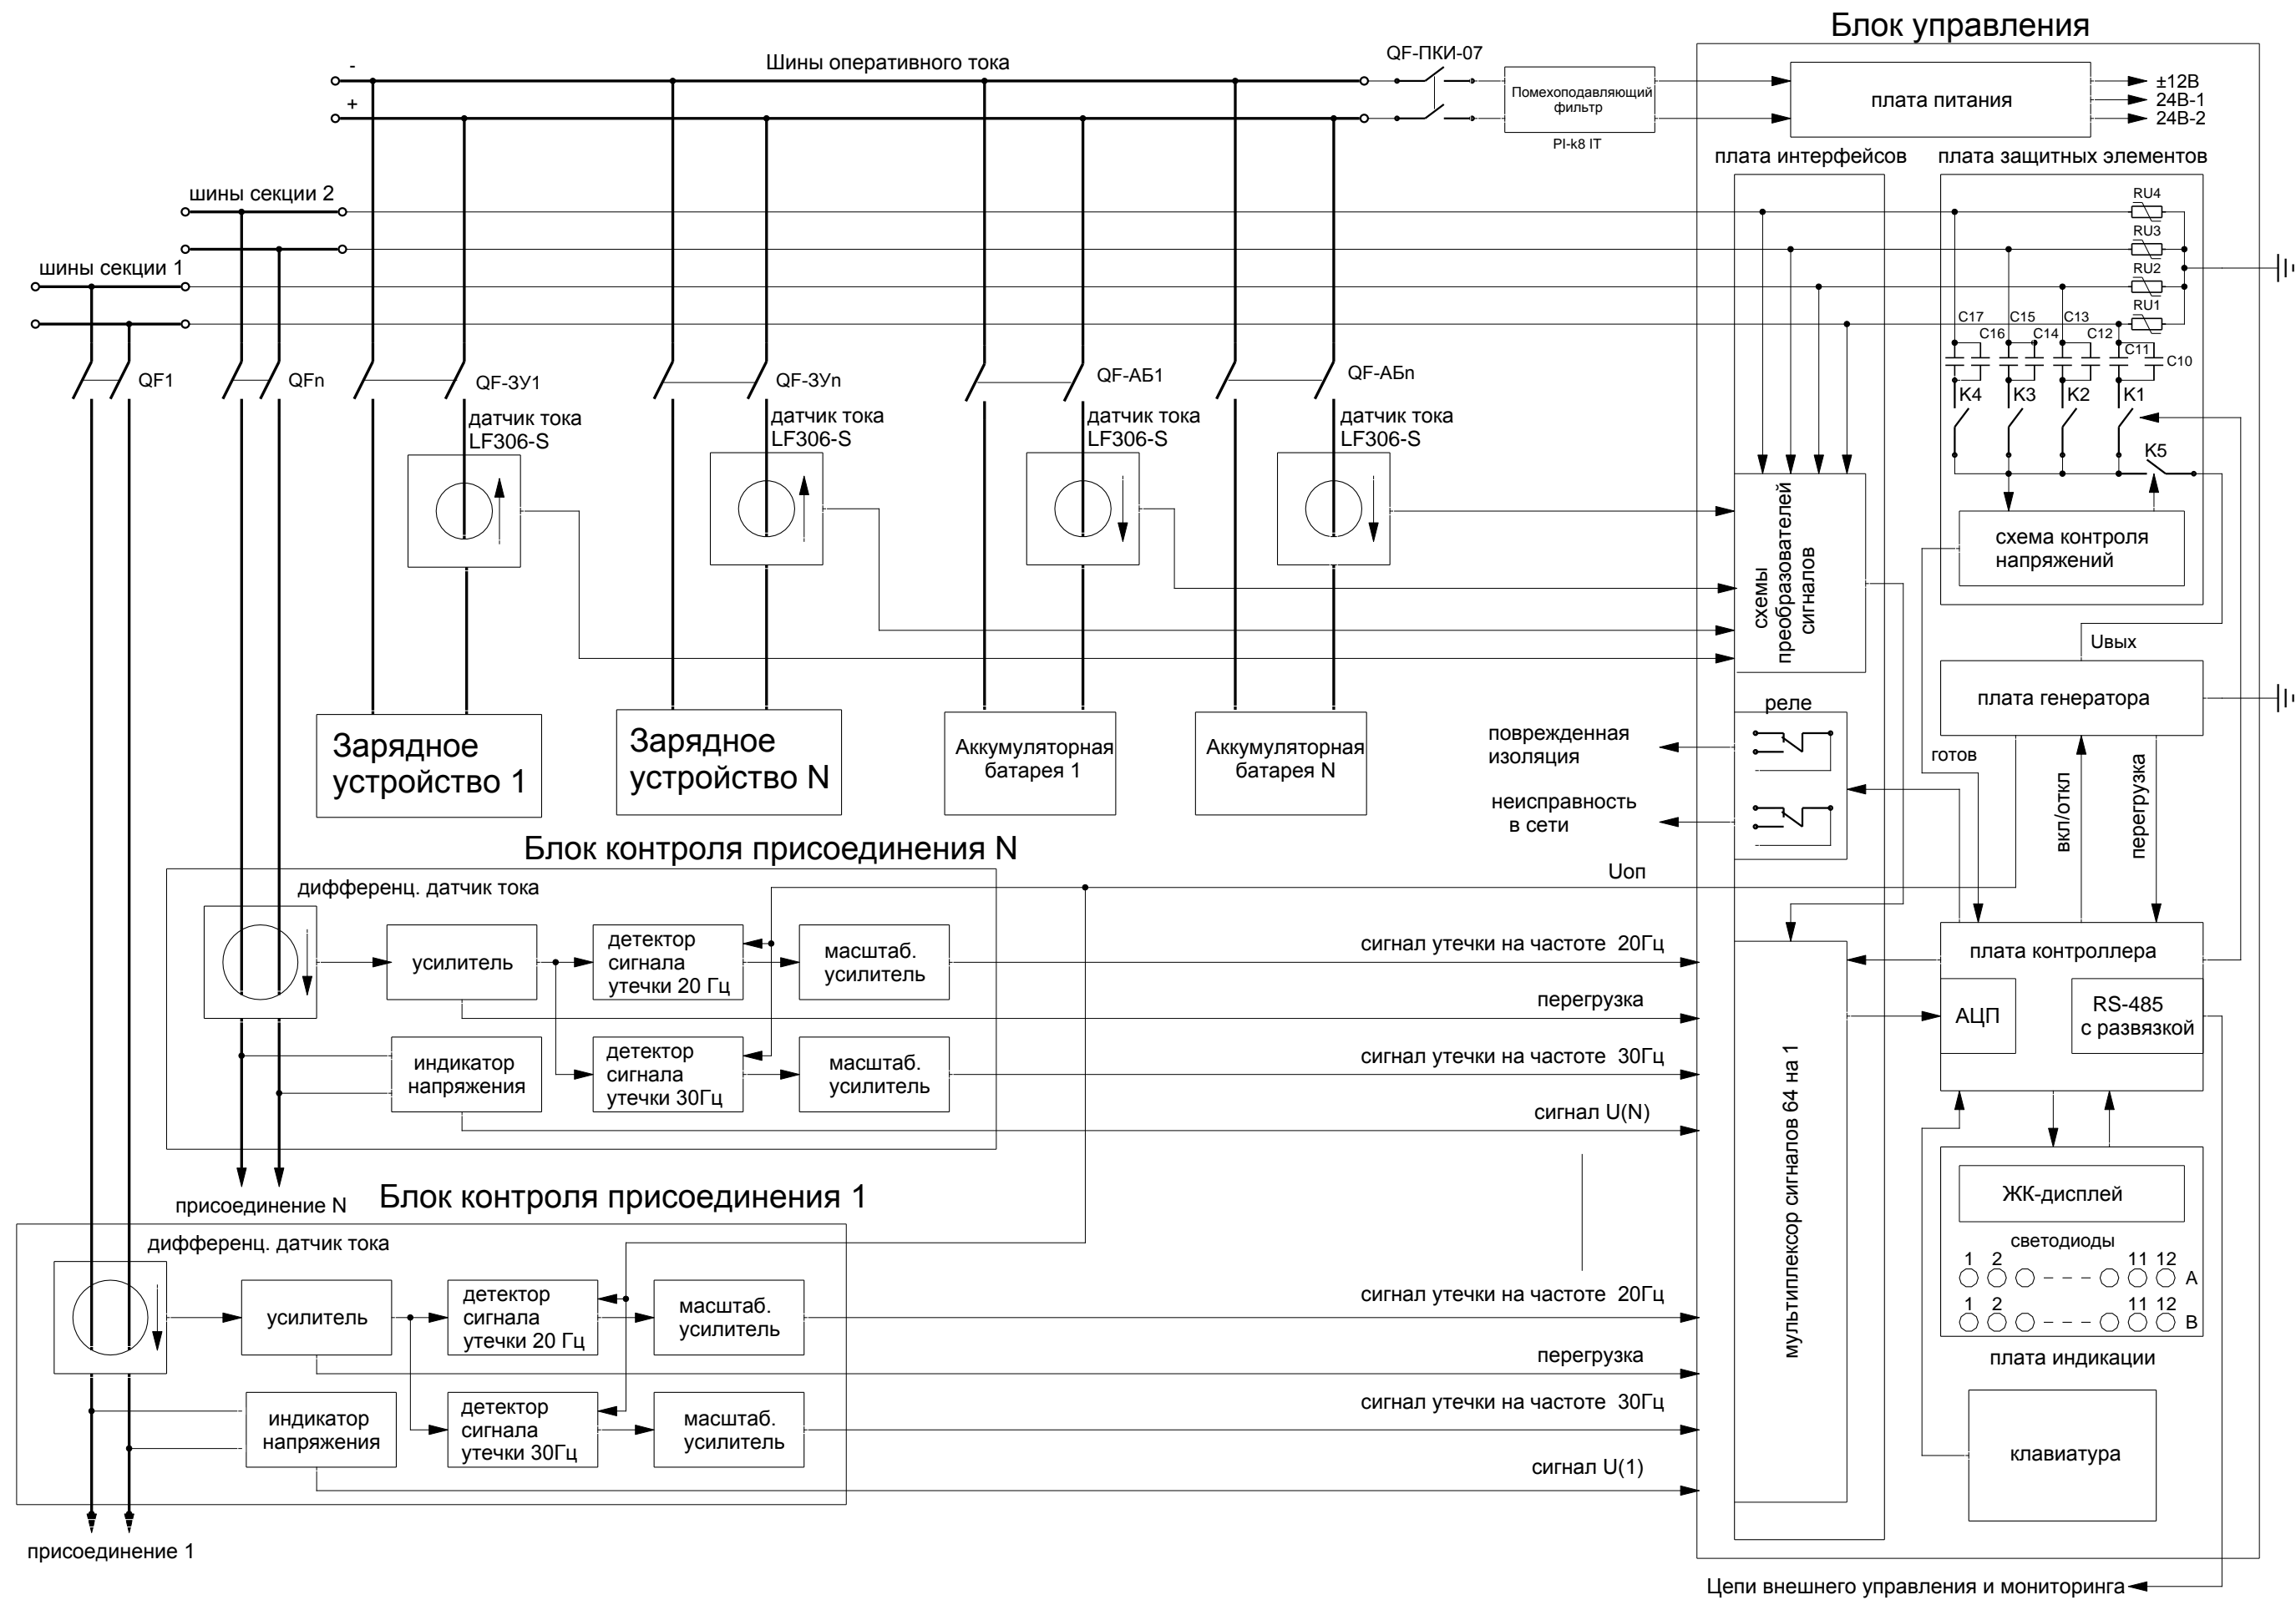 Блок управления
QF-ПКИ-07
-
Шины оперативного тока
+
Помехоподавляющий
фильтр
PI-k8 IT
плата питания
±12В
24В-1
24В-2
плата интерфейсов
плата защитных элементов
шины секции 2
шины секции 1
RU4
RU3
RU2
RU1
C17
C15
C13
C16
C14
C12
C11
C10
K4
K3
K2
K1
K5
QF1
QFn
QF-ЗУ1
QF-ЗУn
QF-АБ1
QF-АБn
датчик тока
LF306-S
датчик тока
LF306-S
датчик тока
LF306-S
датчик тока
LF306-S
схемы
преобразователей
сигналов
схема контроля
напряжений
Uвых
плата генератора
реле
поврежденная
изоляция
неисправность
в сети
готов
вкл/откл
перегрузка
Зарядное
устройство 1
Зарядное
устройство N
Аккумуляторная
батарея 1
Аккумуляторная
батарея N
Блок контроля присоединения N
Uоп
дифференц. датчик тока
усилитель
детектор
сигнала
утечки 20 Гц
масштаб.
усилитель
сигнал утечки на частоте 20Гц
перегрузка
индикатор
напряжения
детектор
сигнала
утечки 30Гц
масштаб.
усилитель
сигнал утечки на частоте 30Гц
сигнал U(N)
присоединение N
плата контроллера
АЦП
RS-485
с развязкой
мультиплексор сигналов 64 на 1
Блок контроля присоединения 1
дифференц. датчик тока
усилитель
детектор
сигнала
утечки 20 Гц
масштаб.
усилитель
сигнал утечки на частоте 20Гц
перегрузка
индикатор
напряжения
детектор
сигнала
утечки 30Гц
масштаб.
усилитель
сигнал утечки на частоте 30Гц
сигнал U(1)
присоединение 1
ЖК-дисплей
светодиоды
1 2 11 12
A
1 2 11 12
B
плата индикации
клавиатура
Цепи внешнего управления и мониторинга